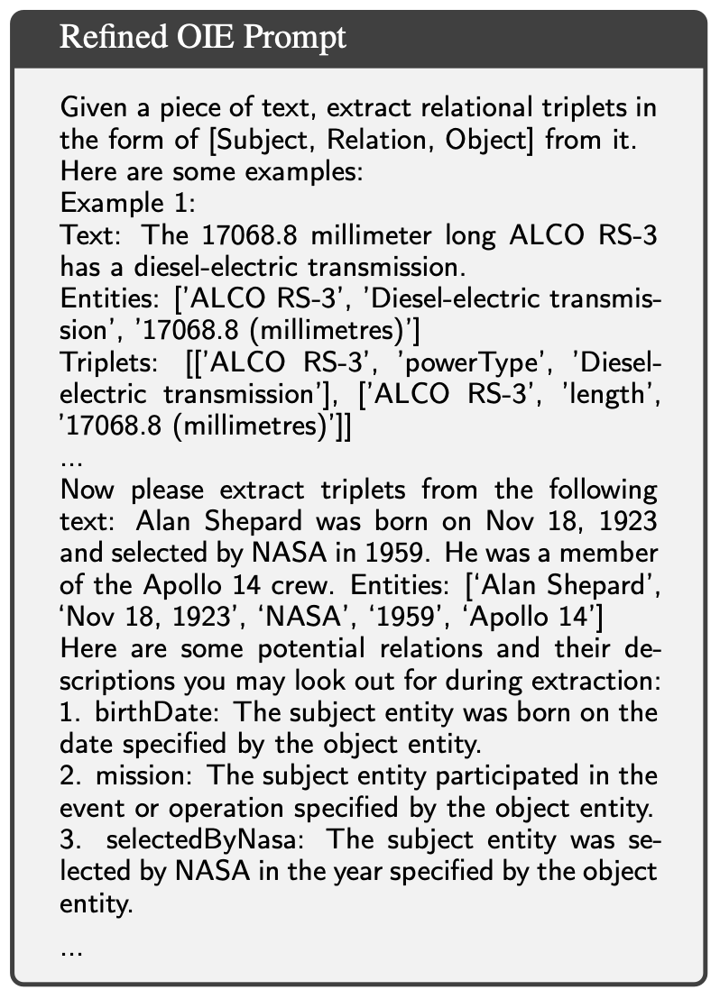 Refined OIE Prompt
Given a piece of text, extract relational triplets in
the form of [Subject, Relation, Object] from it.
Here are some examples:
Example 1:
Text: The 17068.8 millimeter long ALCO RS-3
has a diesel-electric transmission.
Entities: ['ALCO RS-3', 'Diesel-electric transmis-
sion', '17068.8 (millimetres)']
Triplets: [['ALCO RS-3', 'powerType', 'Diesel-
electric transmission'], ['ALCO RS-3', 'length',
'17068.8 (millimetres)']]
...
Now please extract triplets from the following
text: Alan Shepard was born on Nov 18, 1923
and selected by NASA in 1959. He was a member
of the Apollo 14 crew. Entities: [‘Alan Shepard’,
‘Nov 18, 1923’, ‘NASA’, ‘1959’, ‘Apollo 14’]
Here are some potential relations and their de-
scriptions you may look out for during extraction:
1. birthDate: The subject entity was born on the
date specified by the object entity.
2. mission: The subject entity participated in the
event or operation specified by the object entity.
3. selectedByNasa: The subject entity was se-
lected by NASA in the year specified by the object
entity.
...